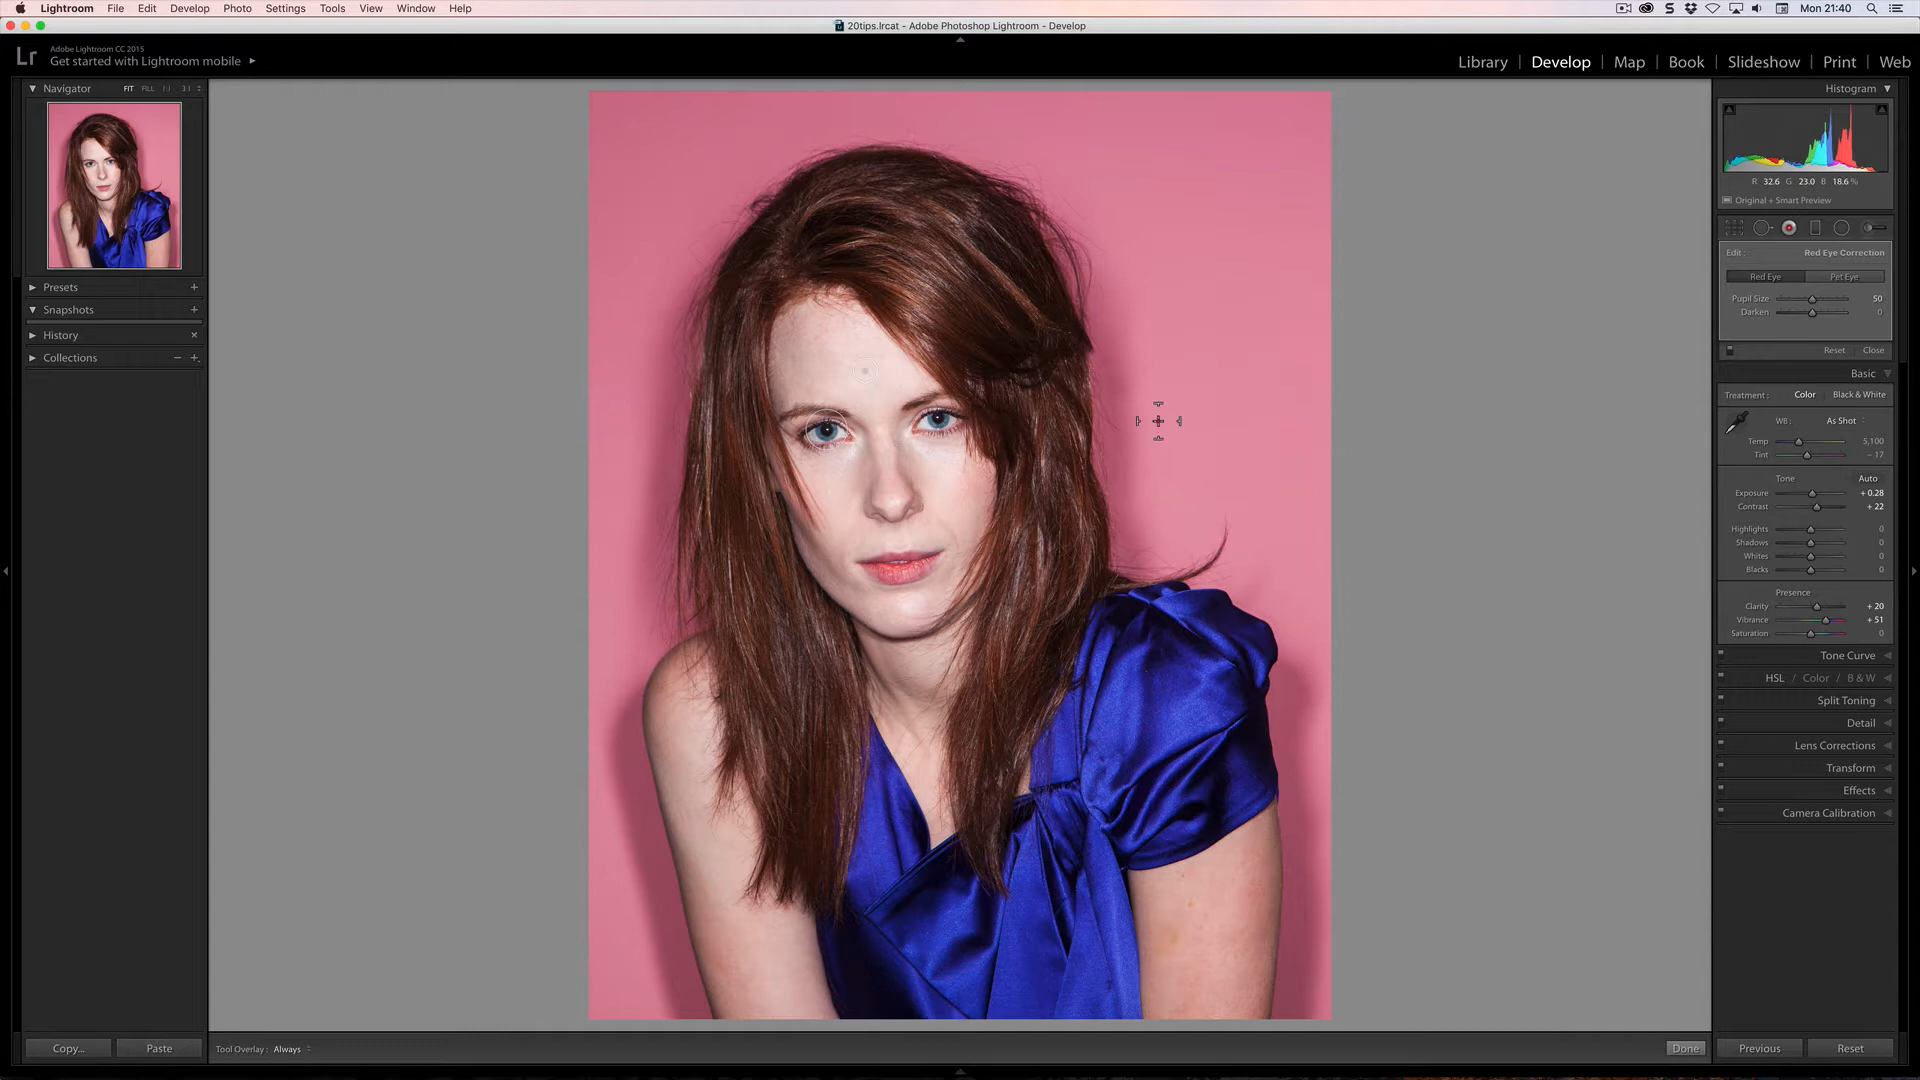 Lightroom File Edit Develop Photo Settings Tools View Window Help Mon 21:40
20tips.lrcat - Adobe Photoshop Lightroom - Develop
Lr
Adobe Lightroom CC 2015
Get started with Lightroom mobile
Library Develop Map Book Slideshow Print Web
Navigator FIT FILL 1:1 3:1
Presets
Snapshots
History
Collections
Copy... Paste
Tool Overlay : Always
Done
Histogram
R 32.6 G 23.0 B 18.6 %
Original + Smart Preview
Edit : Red Eye Correction
Red Eye Pet Eye
Pupil Size 50
Darken 0
Reset Close
Basic
Treatment : Color Black & White
WB : As Shot
Temp 5,100
Tint - 17
Tone Auto
Exposure + 0.28
Contrast + 22
Highlights 0
Shadows 0
Whites 0
Blacks 0
Presence
Clarity + 20
Vibrance + 51
Saturation 0
Tone Curve
HSL / Color / B & W
Split Toning
Detail
Lens Corrections
Transform
Effects
Camera Calibration
Previous Reset